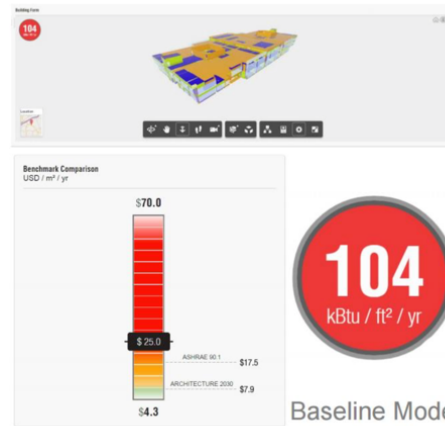 Building Form
104
Benchmark Comparison
USD / m² / yr
$70.0
$ 25.0
ASHRAE 90.1
$17.5
ARCHITECTURE 2030
$7.9
$4.3
104
kBtu / ft² / yr
Baseline Mode